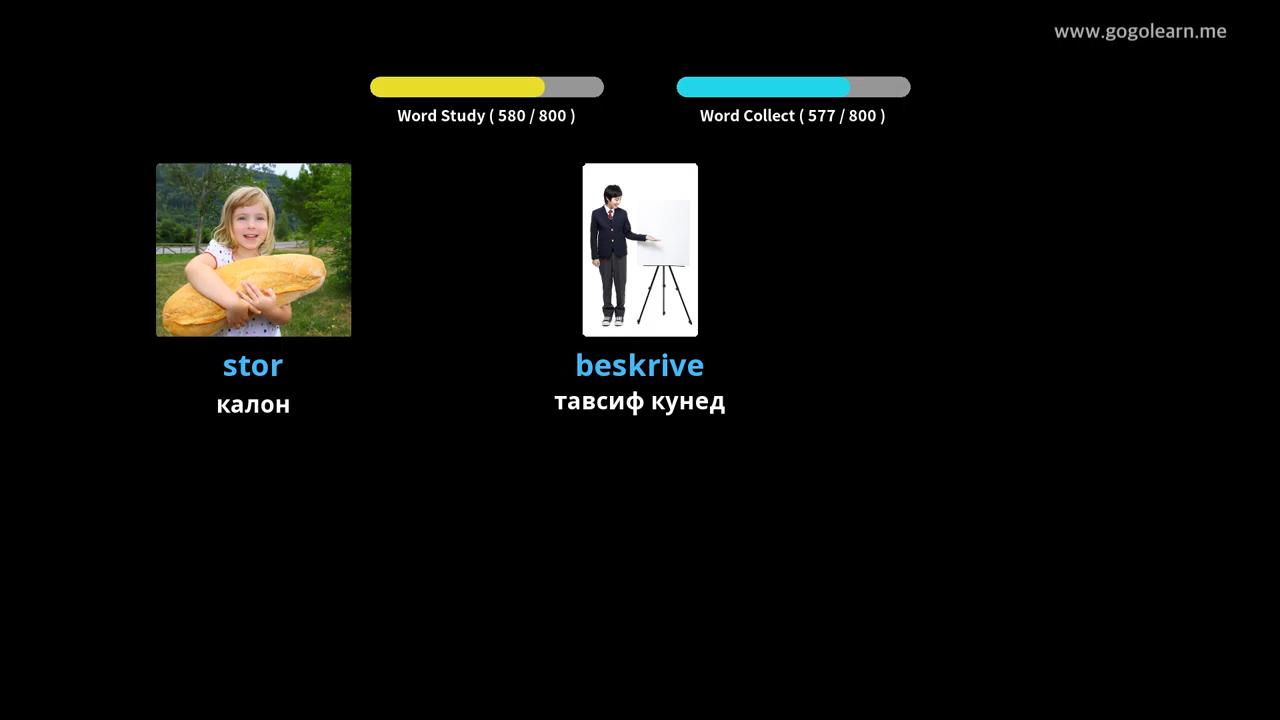 www.gogolearn.me
Word Study ( 580 / 800 )
Word Collect ( 577 / 800 )
stor
beskrive
калон
тавсиф кунед